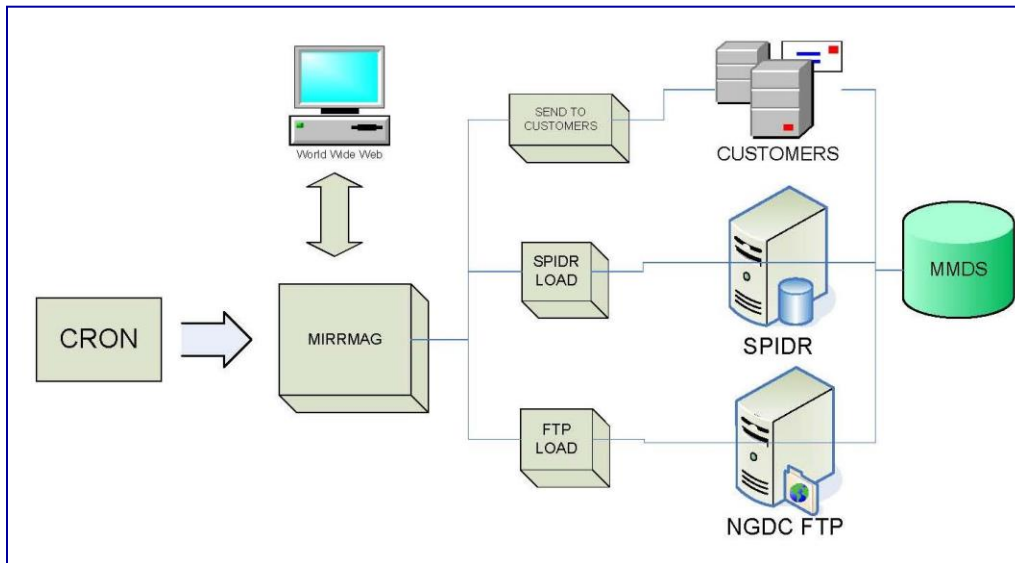 World Wide Web
SEND TO
CUSTOMERS
CUSTOMERS
SPIDR
LOAD
SPIDR
MMDS
CRON
MIRRMAG
FTP
LOAD
NGDC FTP